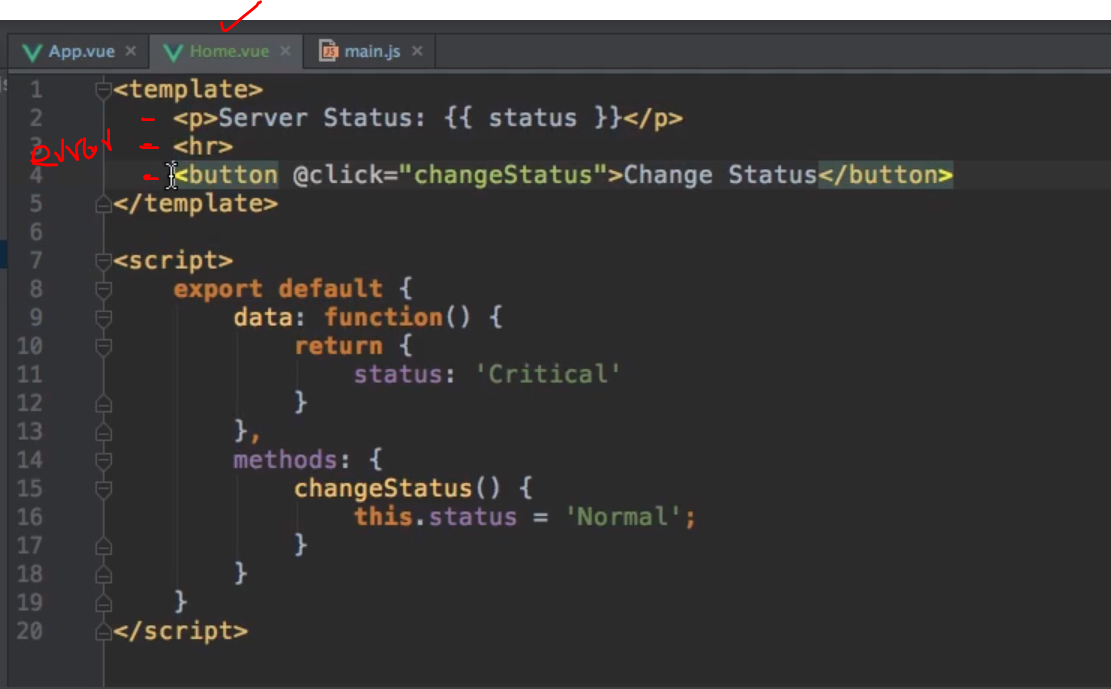 App.vue × Home.vue × JS main.js ×
1 <template>
2 <p>Server Status: {{ status }}</p>
3 <hr>
error
4 <button @click="changeStatus">Change Status</button>
5 </template>
6
7 <script>
8 export default {
9 data: function() {
10 return {
11 status: 'Critical'
12 }
13 },
14 methods: {
15 changeStatus() {
16 this.status = 'Normal';
17 }
18 }
19 }
20 </script>